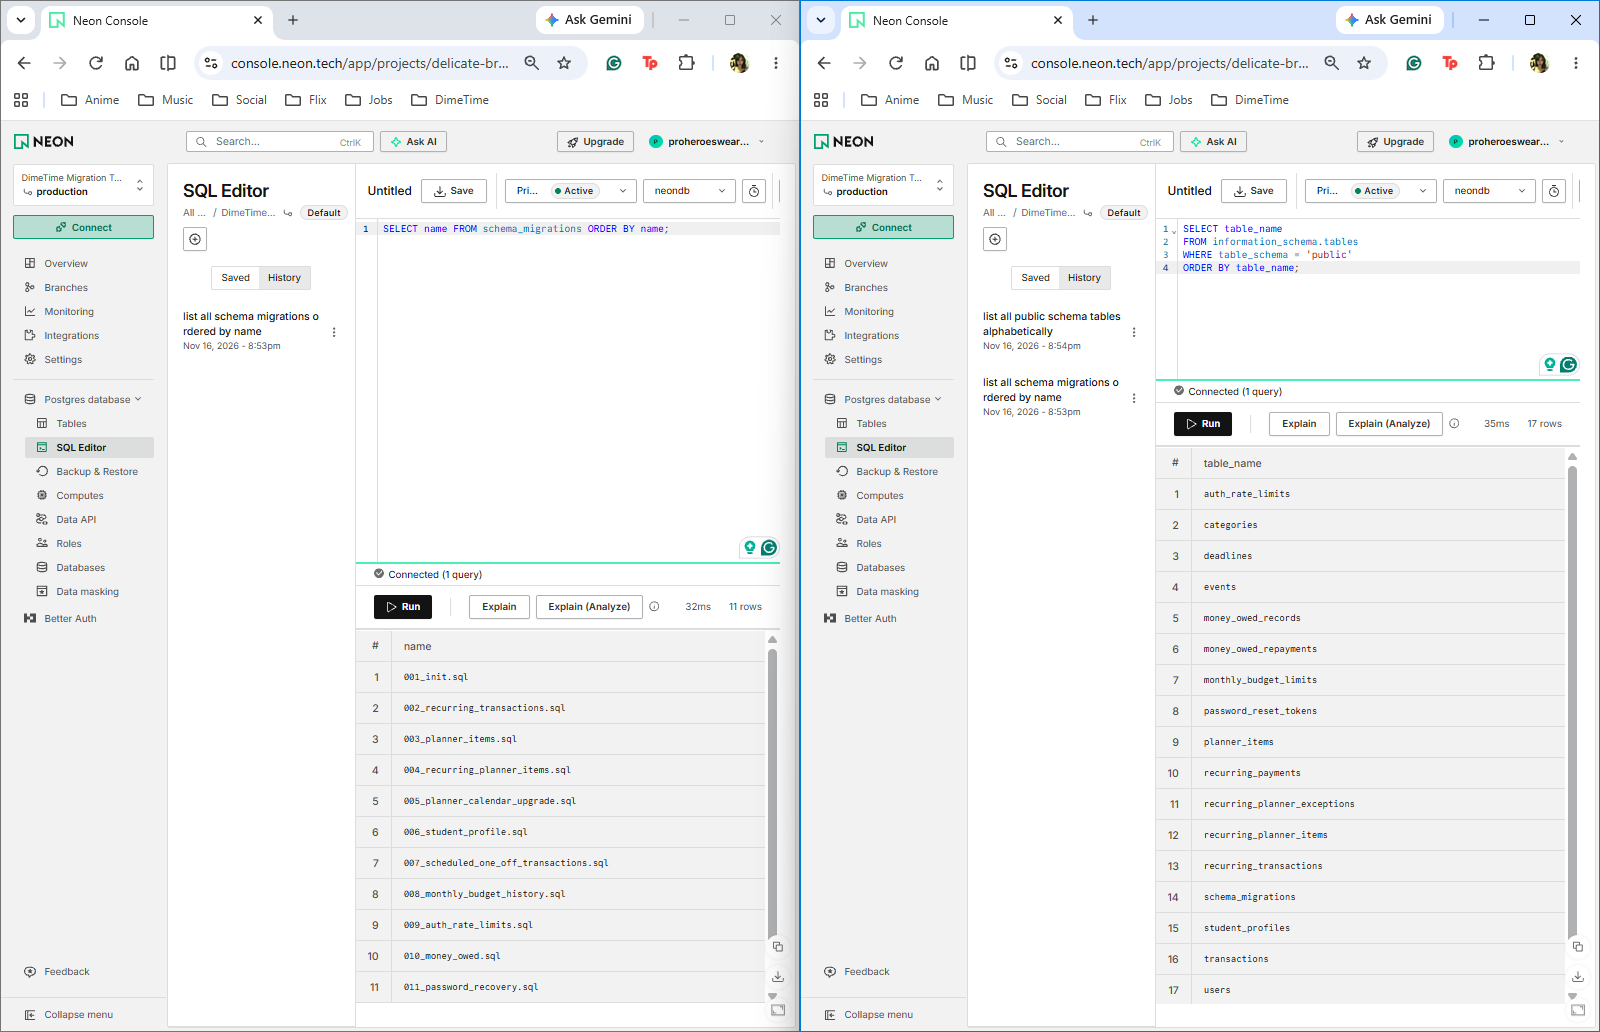 Neon Console
Ask Gemini
console.neon.tech/app/projects/delicate-br...
Anime
Music
Social
Flix
Jobs
DimeTime
NEON
Search...
CtrlK
Ask AI
Upgrade
P
proheroeswear...
DimeTime Migration T...
production
Connect
Overview
Branches
Monitoring
Integrations
Settings
Postgres database
Tables
SQL Editor
Backup & Restore
Computes
Data API
Roles
Databases
Data masking
Better Auth
Feedback
Collapse menu
SQL Editor
All ... / DimeTime... Default
Saved
History
list all schema migrations o
rdered by name
Nov 16, 2026 - 8:53pm
Untitled
Save
Pri...
Active
neondb
1 SELECT name FROM schema_migrations ORDER BY name;
Connected (1 query)
Run
Explain
Explain (Analyze)
32ms
11 rows
# name
1 001_init.sql
2 002_recurring_transactions.sql
3 003_planner_items.sql
4 004_recurring_planner_items.sql
5 005_planner_calendar_upgrade.sql
6 006_student_profile.sql
7 007_scheduled_one_off_transactions.sql
8 008_monthly_budget_history.sql
9 009_auth_rate_limits.sql
10 010_money_owed.sql
11 011_password_recovery.sql
Neon Console
Ask Gemini
console.neon.tech/app/projects/delicate-br...
Anime
Music
Social
Flix
Jobs
DimeTime
NEON
Search...
CtrlK
Ask AI
Upgrade
P
proheroeswear...
DimeTime Migration T...
production
Connect
Overview
Branches
Monitoring
Integrations
Settings
Postgres database
Tables
SQL Editor
Backup & Restore
Computes
Data API
Roles
Databases
Data masking
Better Auth
Feedback
Collapse menu
SQL Editor
All ... / DimeTime... Default
Saved
History
list all public schema tables
alphabetically
Nov 16, 2026 - 8:54pm
list all schema migrations o
rdered by name
Nov 16, 2026 - 8:53pm
Untitled
Save
Pri...
Active
neondb
1 SELECT table_name
2 FROM information_schema.tables
3 WHERE table_schema = 'public'
4 ORDER BY table_name;
Connected (1 query)
Run
Explain
Explain (Analyze)
35ms
17 rows
# table_name
1 auth_rate_limits
2 categories
3 deadlines
4 events
5 money_owed_records
6 money_owed_repayments
7 monthly_budget_limits
8 password_reset_tokens
9 planner_items
10 recurring_payments
11 recurring_planner_exceptions
12 recurring_planner_items
13 recurring_transactions
14 schema_migrations
15 student_profiles
16 transactions
17 users